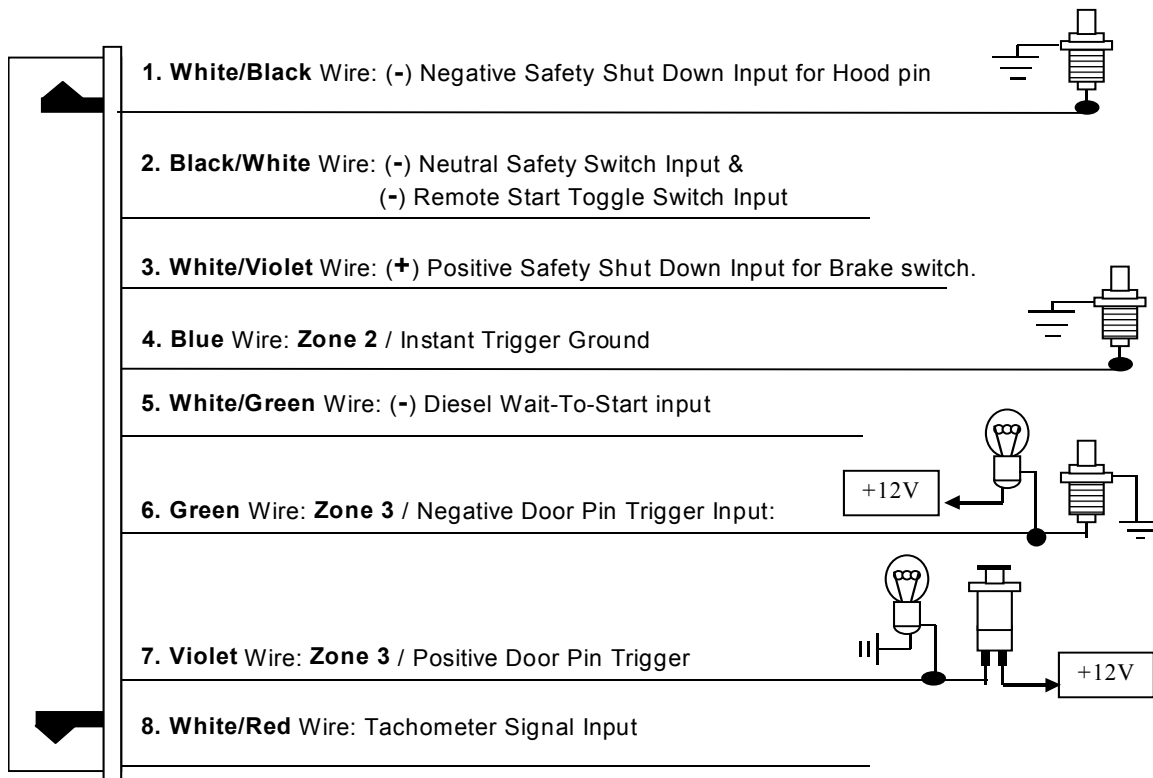 1. White/Black Wire: (-) Negative Safety Shut Down Input for Hood pin
2. Black/White Wire: (-) Neutral Safety Switch Input &
(-) Remote Start Toggle Switch Input
3. White/Violet Wire: (+) Positive Safety Shut Down Input for Brake switch.
4. Blue Wire: Zone 2 / Instant Trigger Ground
5. White/Green Wire: (-) Diesel Wait-To-Start input
+12V
6. Green Wire: Zone 3 / Negative Door Pin Trigger Input:
7. Violet Wire: Zone 3 / Positive Door Pin Trigger
+12V
8. White/Red Wire: Tachometer Signal Input